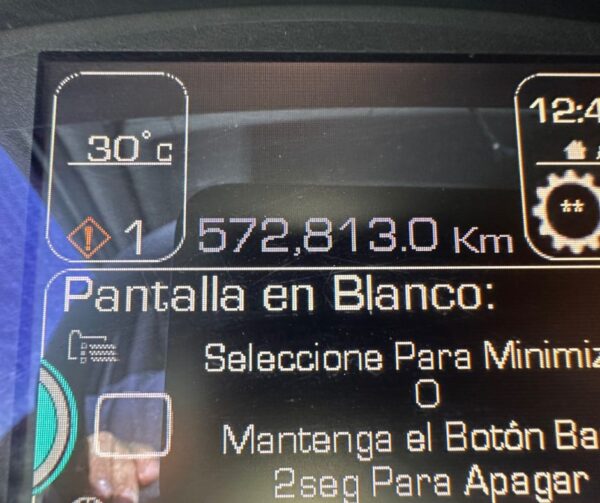 12:4
30°C
**
! 1
572,813.0 Km
Pantalla en Blanco:
Seleccione Para Minimiz
O
Mantenga el Botón Ba
2seg Para Apagar